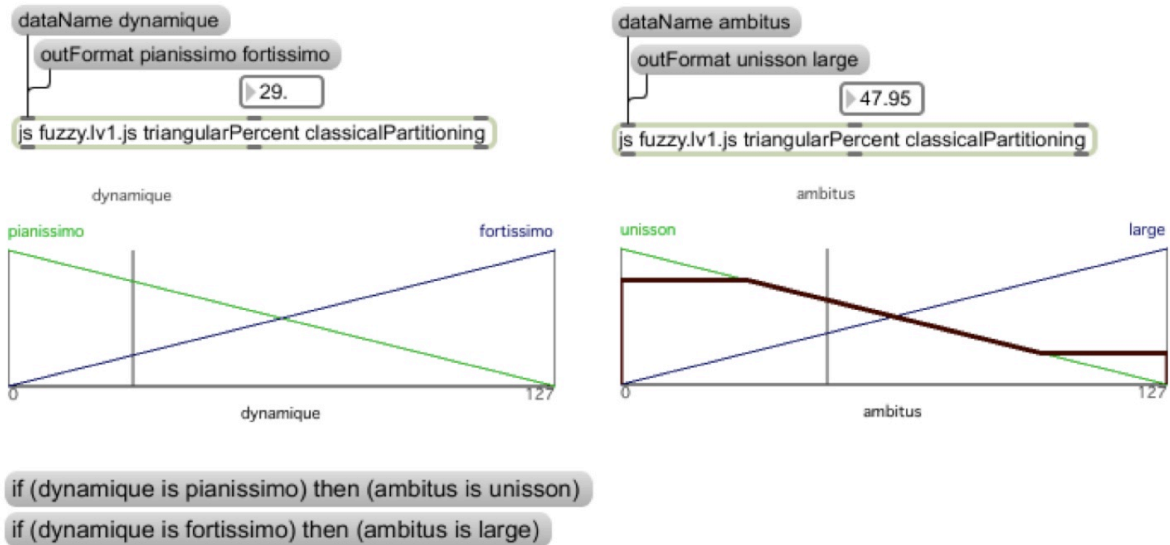 dataName dynamique
outFormat pianissimo fortissimo
29.
js fuzzy.lv1.js triangularPercent classicalPartitioning
dynamique
pianissimo fortissimo
0 127
dynamique
dataName ambitus
outFormat unisson large
47.95
js fuzzy.lv1.js triangularPercent classicalPartitioning
ambitus
unisson large
0 127
ambitus
if (dynamique is pianissimo) then (ambitus is unisson)
if (dynamique is fortissimo) then (ambitus is large)